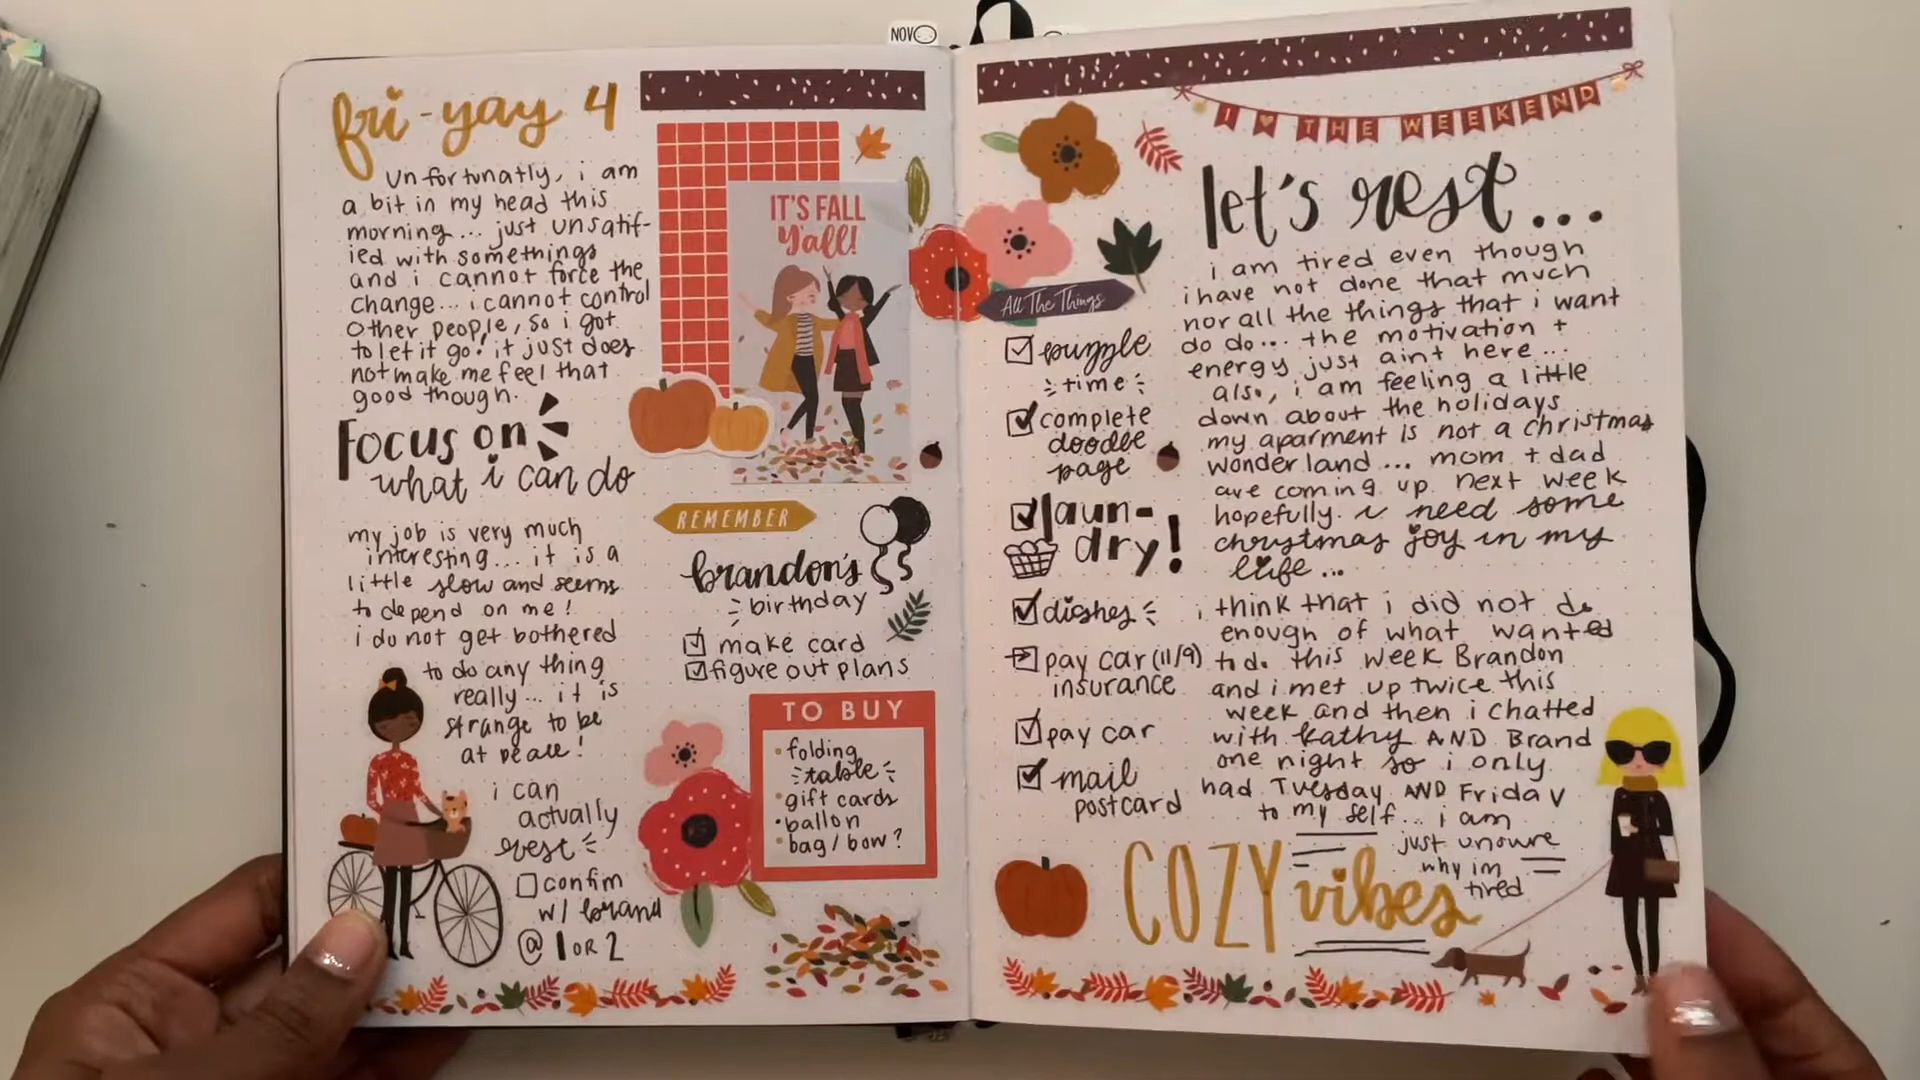 NOV
fri-yay 4
Unfortunatly, i am
a bit in my head this
morning... just unsatif-
ied with somethings
and i cannot force the
change... i cannot control
other people, so i got
to let it go! it just does
not make me feel that
good though.
Focus on
what i can do
my job is very much
interesting... it is a
little slow and seems
to depend on me!
i do not get bothered
to do any thing
really... it is
strange to be
at peace!
i can
actually
rest
confim
w/ brand
@ 1 OR 2
IT'S FALL
Y'all!
REMEMBER
brandon's
birthday
make card
figure out plans
TO BUY
• folding
table
• gift cards
• ballon
• bag/bow?
I ♥ THE WEEKEND
All The Things
puzzle
time
complete
doodle
page
laun-
dry!
dishes
pay car (11/9)
insurance
pay car
mail
postcard
let's rest...
i am tired even though
i have not done that much
nor all the things that i want
do do... the motivation +
energy just aint here...
also, i am feeling a little
down about the holidays
my aparment is not a christmas
wonderland... mom + dad
are coming up next week
hopefully. i need some
chrystmas joy in my
life...
i think that i did not do
enough of what wanted
to do this week Brandon
and i met up twice this
week and then i chatted
with kathy AND Brand
one night so i only
had Tuesday AND Friday
to my self... i am
just unsure
why im
tired
COZY vibes